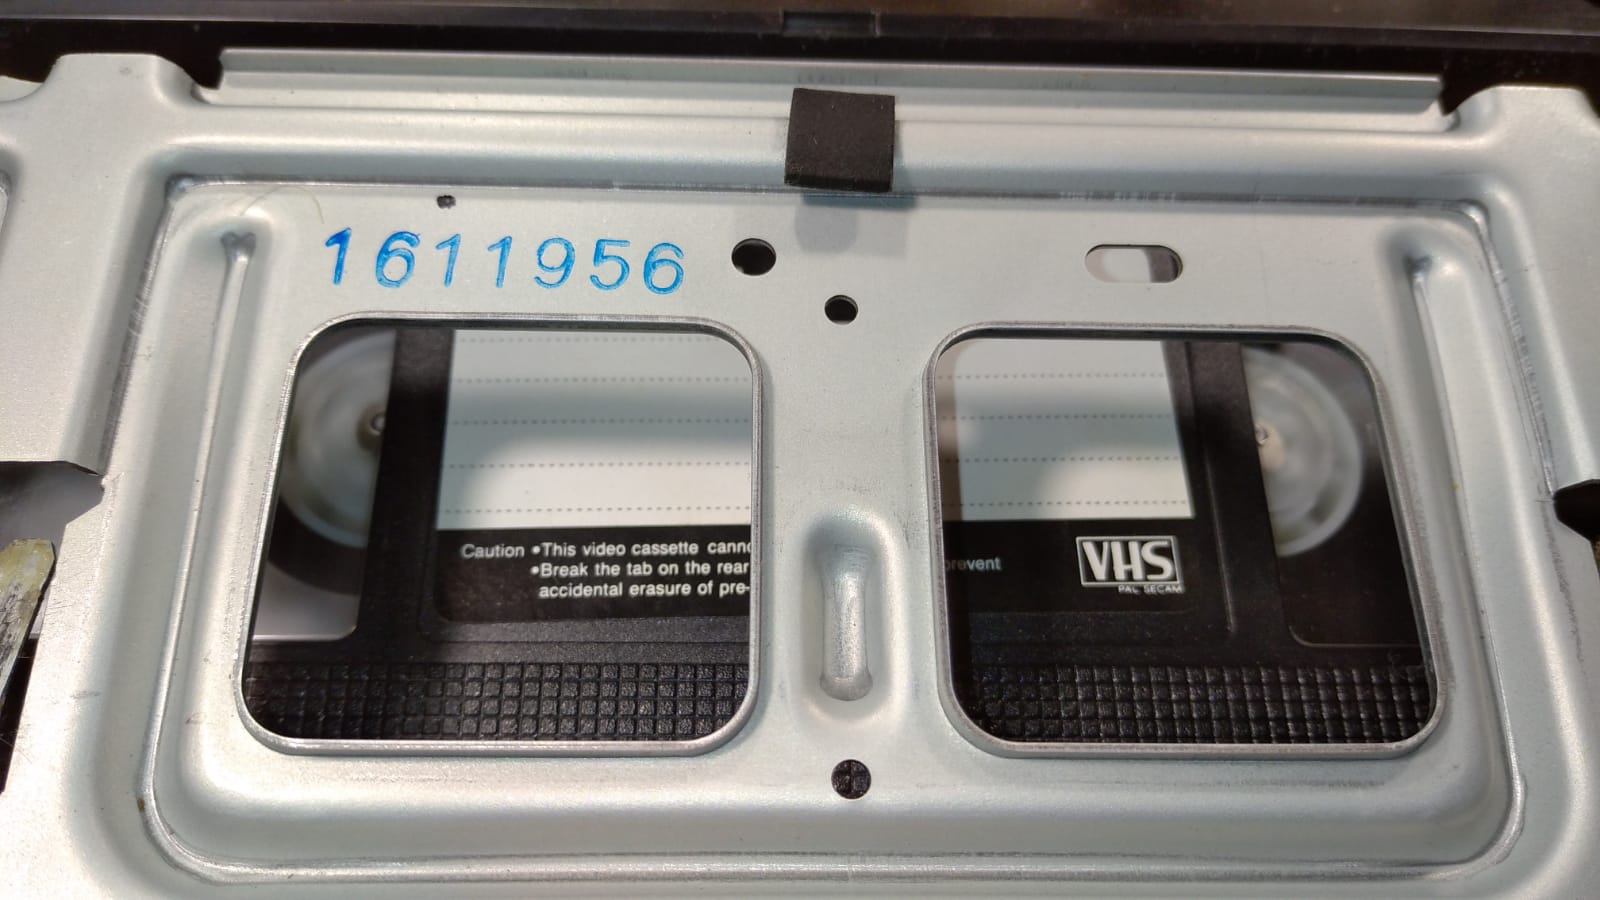 1611956
Caution •This video cassette
•Break the tab on the rear
prevent
accidental erasure of pre-
VHS
PAL SECAM